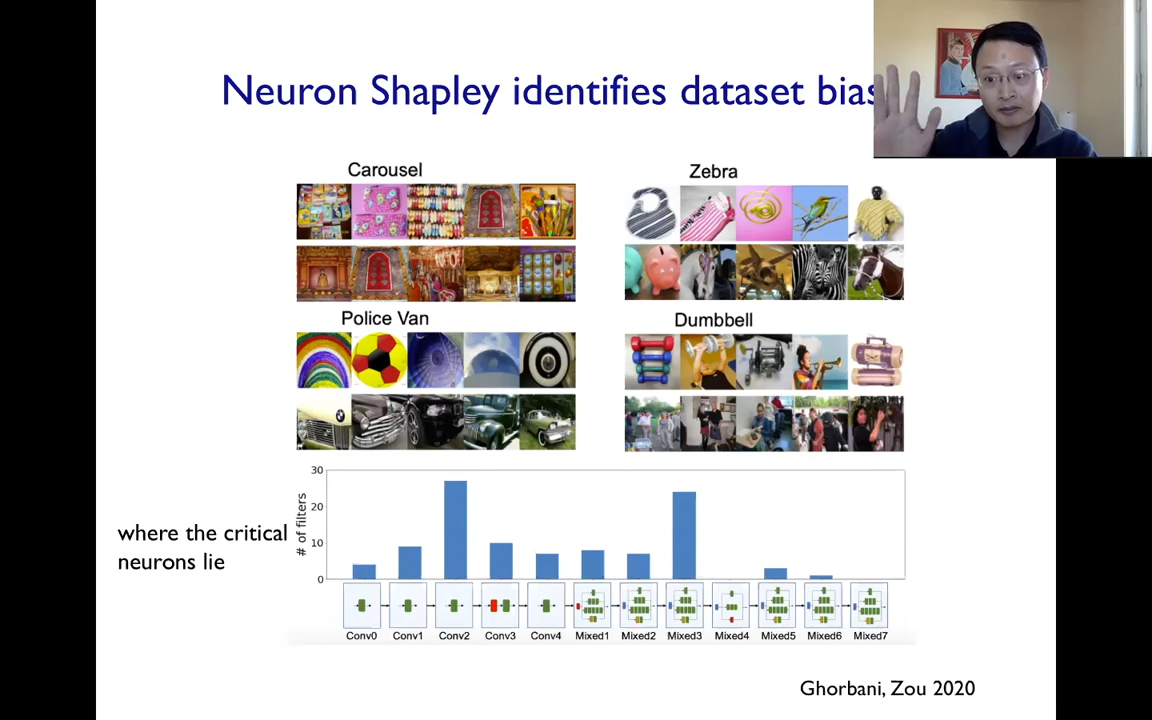 Neuron Shapley identifies dataset bias
Carousel
Zebra
Police Van
Dumbbell
where the critical
neurons lie
# of filters
30
20
10
0
Conv0 Conv1 Conv2 Conv3 Conv4 Mixed1 Mixed2 Mixed3 Mixed4 Mixed5 Mixed6 Mixed7
Ghorbani, Zou 2020